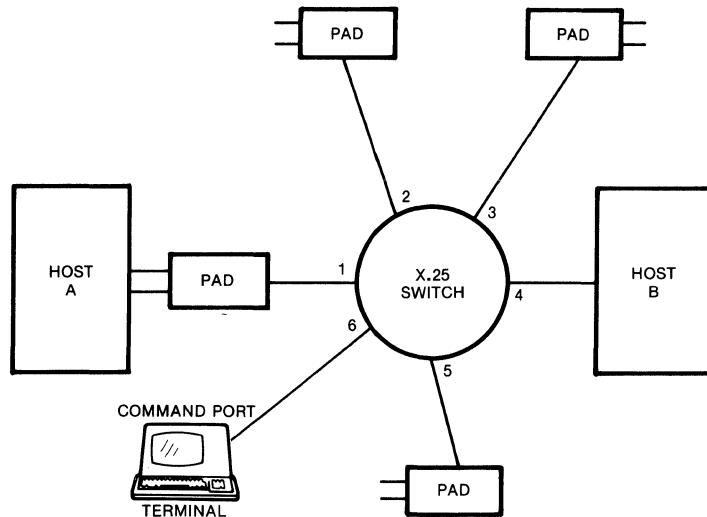 PAD
PAD
2
3
HOST
A
PAD
1
X.25
SWITCH
4
HOST
B
6
5
COMMAND PORT
TERMINAL
PAD